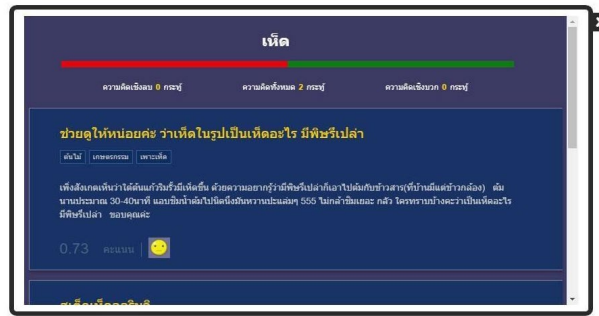 เห็ด
ความคิดเชิงลบ 0 กระทู้ ความคิดทั้งหมด 2 กระทู้ ความคิดเชิงบวก 0 กระทู้
ช่วยดูให้หน่อยค่ะ ว่าเห็ดในรูปเป็นเห็ดอะไร มีพิษรึเปล่า
ต้นไม้ เกษตรกรรม เพาะเห็ด
เพิ่งสังเกตเห็นว่าใต้ต้นแก้วริมรั้วมีเห็ดขึ้น ด้วยความอยากรู้ว่ามีพิษรึเปล่าก็เอาไปต้มกับข้าวสาร(ที่บ้านมีแต่ข้าวกล้อง) ต้ม
นานประมาณ 30-40นาที แอบชิมน้ำต้มไปนิดนึงมันหวานปะแล่มๆ 555 ไม่กล้าชิมเยอะ กลัว ใครทราบบ้างคะว่าเป็นเห็ดอะไร
มีพิษรึเปล่า ขอบคุณค่ะ
0.73 คะแนน |